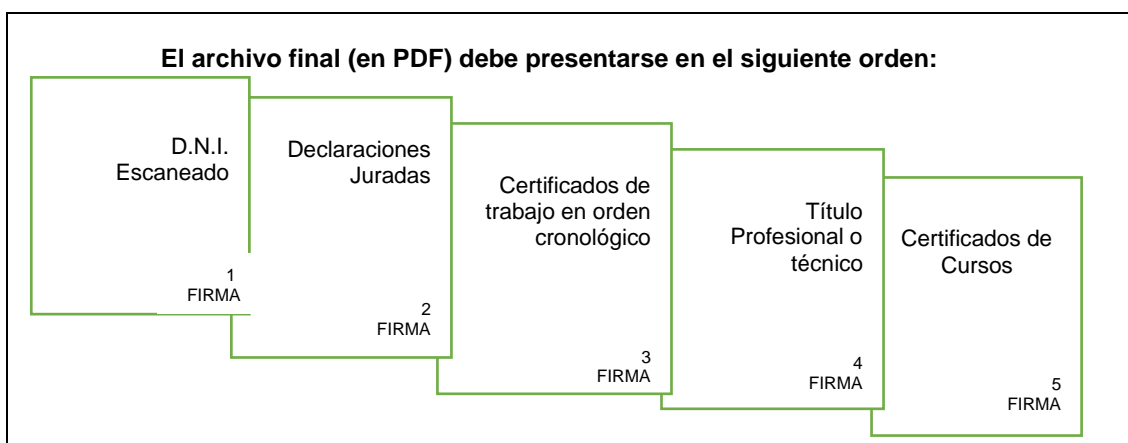 El archivo final (en PDF) debe presentarse en el siguiente orden:
D.N.I.
Escaneado
1
FIRMA
Declaraciones
Juradas
2
FIRMA
Certificados de
trabajo en orden
cronológico
3
FIRMA
Título
Profesional o
técnico
4
FIRMA
Certificados de
Cursos
5
FIRMA